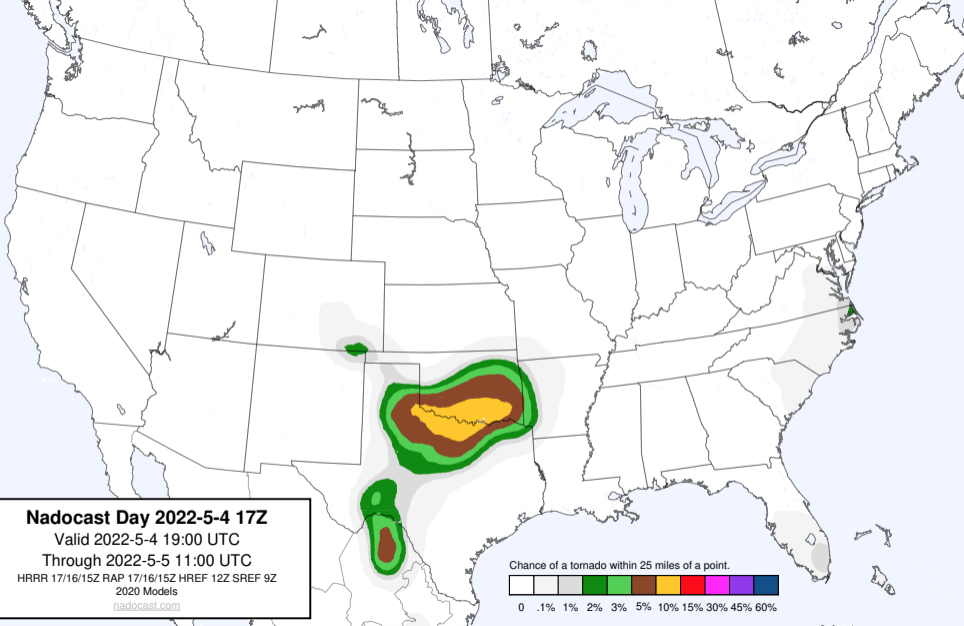 Nadocast Day 2022-5-4 17Z
Valid 2022-5-4 19:00 UTC
Through 2022-5-5 11:00 UTC
HRRR 17/16/15Z RAP 17/16/15Z HREF 12Z SREF 9Z
2020 Models
nadocast.com
Chance of a tornado within 25 miles of a point.
0 .1% 1% 2% 3% 5% 10% 15% 30% 45% 60%